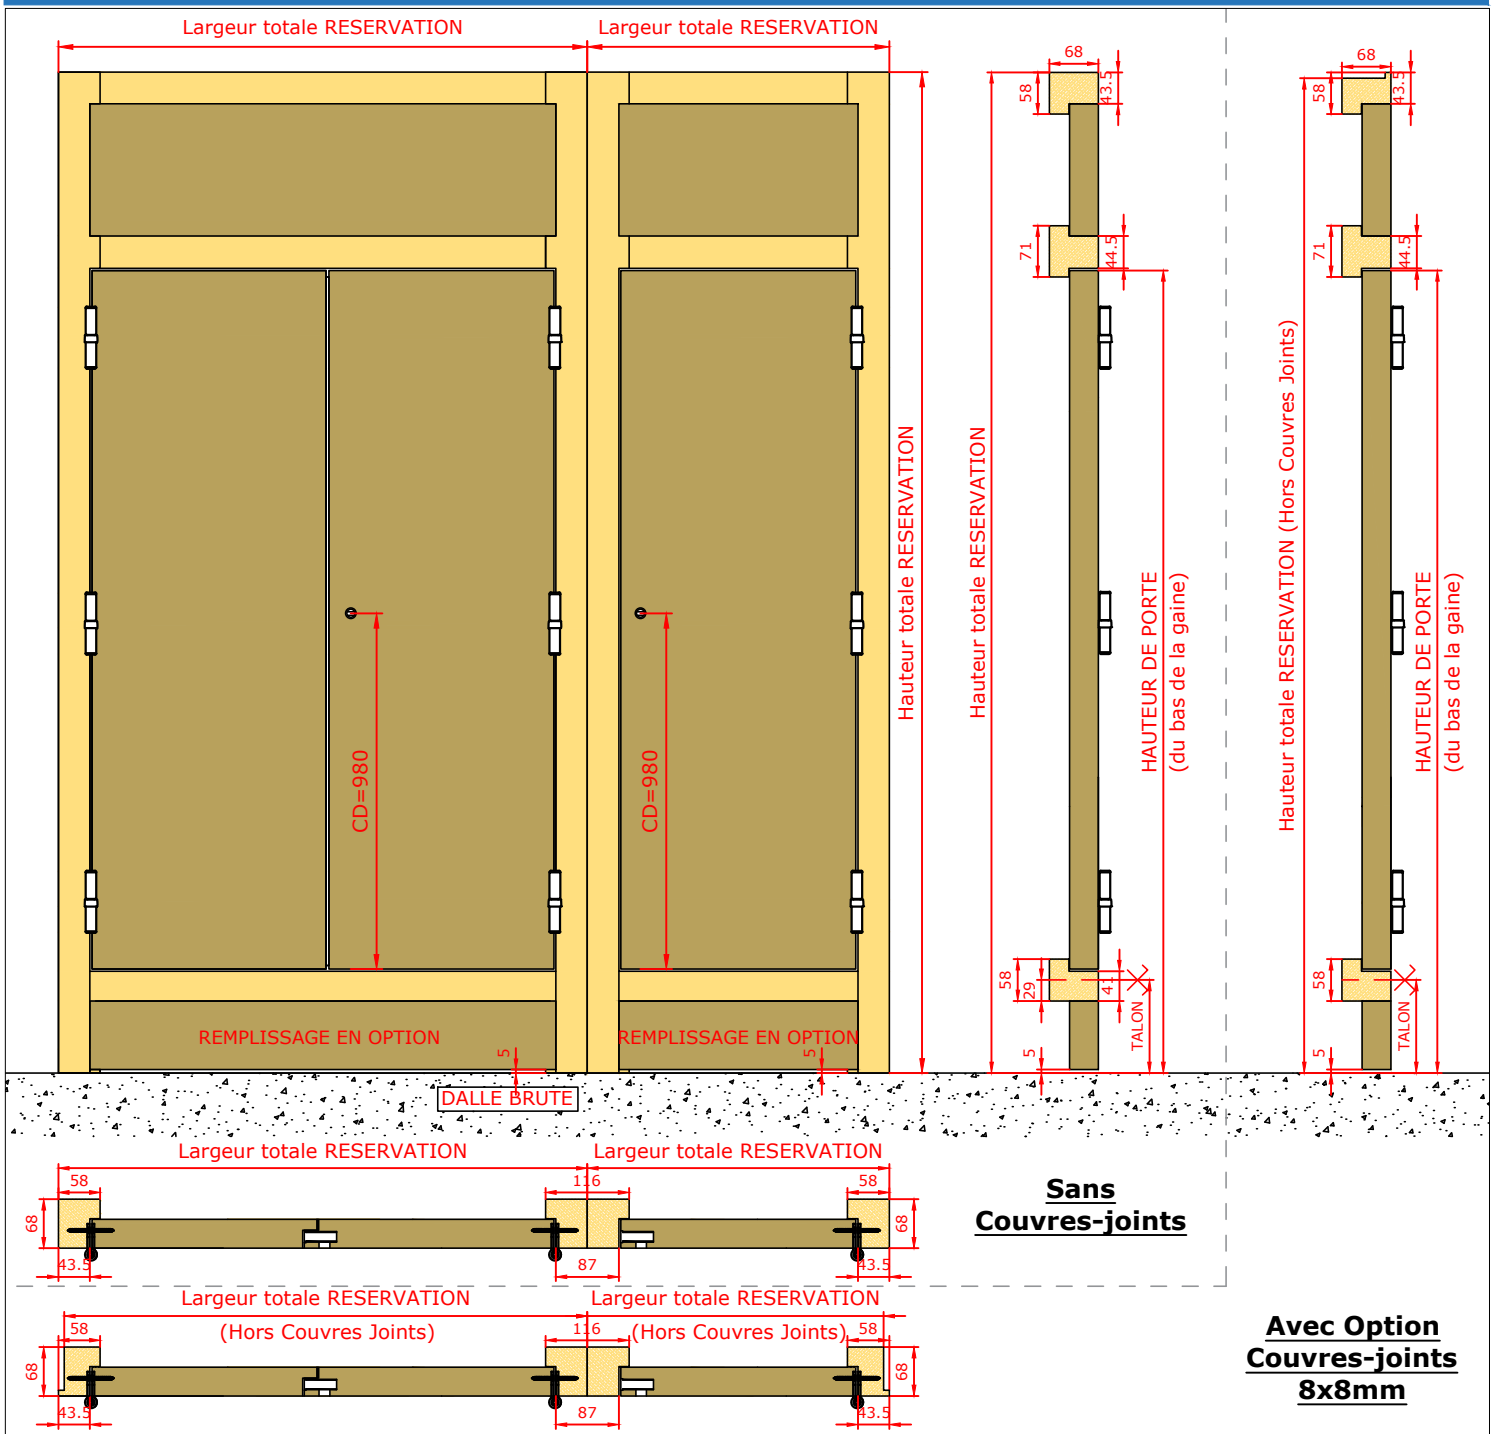 Largeur totale RESERVATION
Largeur totale RESERVATION
68
58
43.5
68
58
43.5
71
44.5
71
44.5
Hauteur totale RESERVATION
Hauteur totale RESERVATION
HAUTEUR DE PORTE
(du bas de la gaine)
Hauteur totale RESERVATION (Hors Couvres Joints)
HAUTEUR DE PORTE
(du bas de la gaine)
CD=980
CD=980
58
29
41
TALON
58
TALON
REMPLISSAGE EN OPTION
REMPLISSAGE EN OPTION
5
5
5
5
DALLE BRUTE
Largeur totale RESERVATION
Largeur totale RESERVATION
58
116
58
68
68
43.5
87
43.5
Sans
Couvres-joints
Largeur totale RESERVATION
Largeur totale RESERVATION
(Hors Couvres Joints)
(Hors Couvres Joints)
58
116
58
68
68
43.5
87
43.5
Avec Option
Couvres-joints
8x8mm